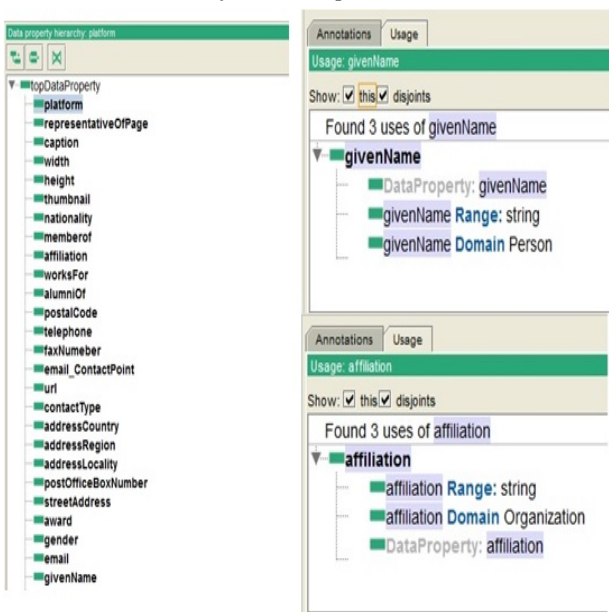 Data property hierarchy: platform
topDataProperty
platform
representativeOfPage
caption
width
height
thumbnail
nationality
memberof
affiliation
worksFor
alumniOf
postalCode
telephone
faxNumeber
email_ContactPoint
url
contactType
addressCountry
addressRegion
addressLocality
postOfficeBoxNumber
streetAddress
award
gender
email
givenName
Annotations Usage
Usage: givenName
Show: this disjoints
Found 3 uses of givenName
givenName
DataProperty: givenName
givenName Range: string
givenName Domain Person
Annotations Usage
Usage: affiliation
Show: this disjoints
Found 3 uses of affiliation
affiliation
affiliation Range: string
affiliation Domain Organization
DataProperty: affiliation